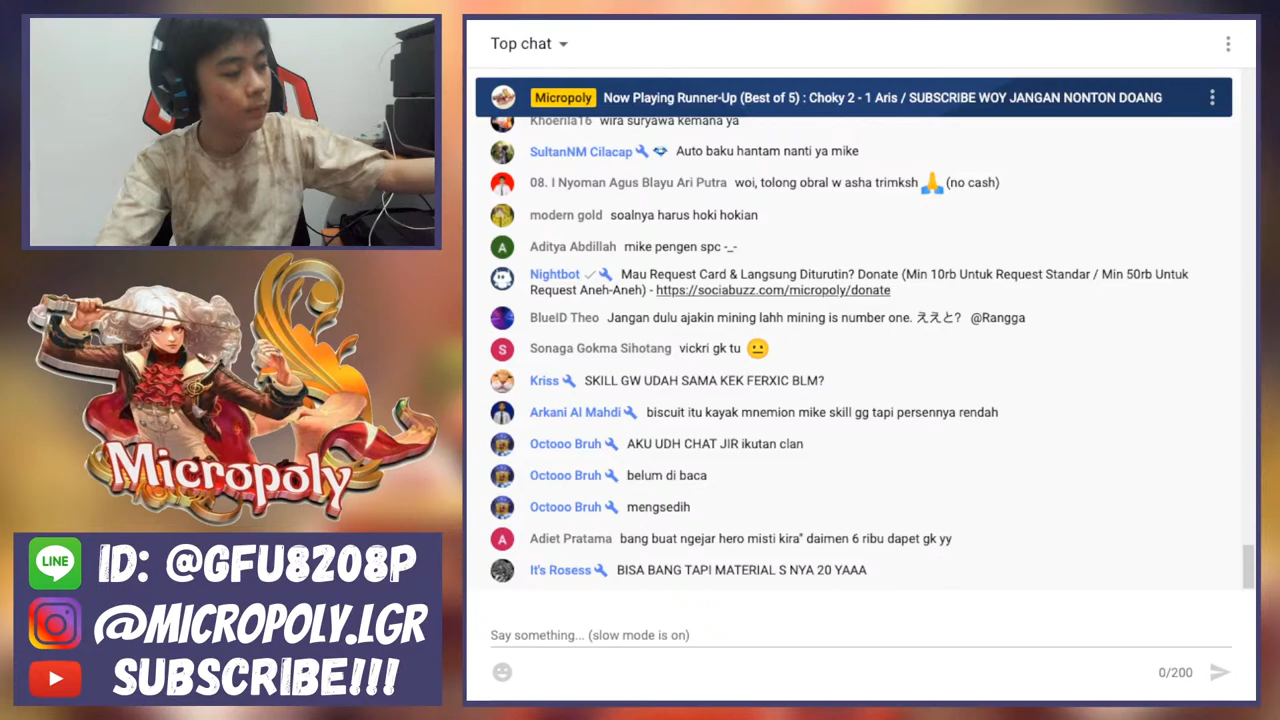 Top chat
Micropoly Now Playing Runner-Up (Best of 5) : Choky 2 - 1 Aris / SUBSCRIBE WOY JANGAN NONTON DOANG
Khoerila16 wira suryawa kemana ya
SultanNM Cilacap Auto baku hantam nanti ya mike
08. I Nyoman Agus Blayu Ari Putra woi, tolong obral w asha trimksh 🙏 (no cash)
modern gold soalnya harus hoki hokian
A Aditya Abdillah mike pengen spc -_-
Nightbot Mau Request Card & Langsung Diturutin? Donate (Min 10rb Untuk Request Standar / Min 50rb Untuk
Request Aneh-Aneh) - https://sociabuzz.com/micropoly/donate
BlueID Theo Jangan dulu ajakin mining lahh mining is number one. ええと? @Rangga
S Sonaga Gokma Sihotang vickri gk tu 😐
Kriss SKILL GW UDAH SAMA KEK FERXIC BLM?
Arkani Al Mahdi biscuit itu kayak mnemion mike skill gg tapi persennya rendah
Octooo Bruh AKU UDH CHAT JIR ikutan clan
Octooo Bruh belum di baca
Octooo Bruh mengsedih
A Adiet Pratama bang buat ngejar hero misti kira" daimen 6 ribu dapet gk yy
It's Rosess BISA BANG TAPI MATERIAL S NYA 20 YAAA
Say something... (slow mode is on)
0/200
Micropoly
LINE ID: @GFU8208P
@MICROPOLY.LGR
SUBSCRIBE!!!